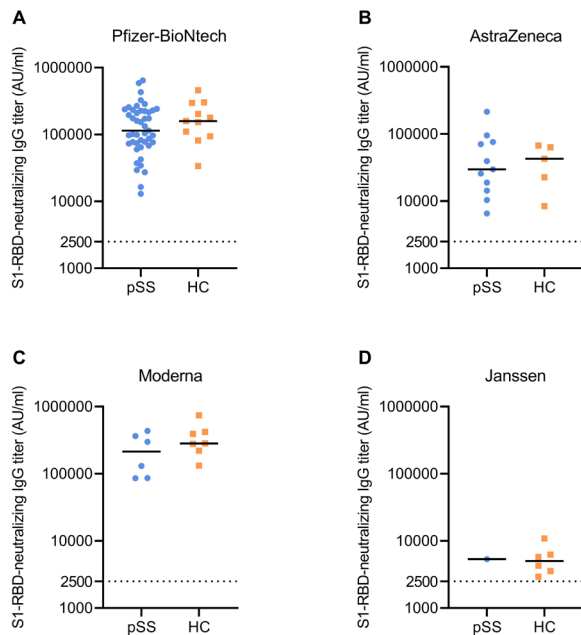 A
Pfizer-BioNtech
S1-RBD-neutralizing IgG titer (AU/ml)
1000000
100000
10000
2500
1000
pSS
HC
B
AstraZeneca
S1-RBD-neutralizing IgG titer (AU/ml)
1000000
100000
10000
2500
1000
pSS
HC
C
Moderna
S1-RBD-neutralizing IgG titer (AU/ml)
1000000
100000
10000
2500
1000
pSS
HC
D
Janssen
S1-RBD-neutralizing IgG titer (AU/ml)
1000000
100000
10000
2500
1000
pSS
HC